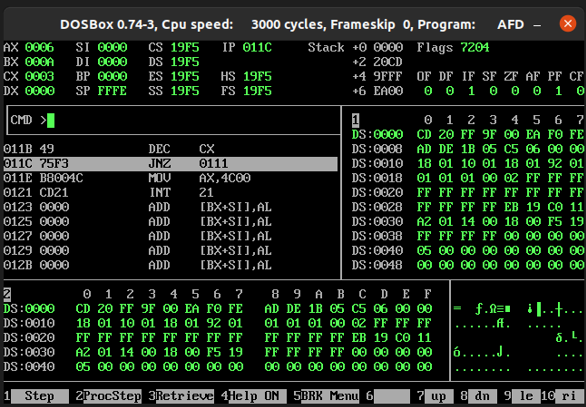 DOSBox 0.74-3, Cpu speed: 3000 cycles, Frameskip 0, Program: AFD
AX 0006 SI 0000 CS 19F5 IP 011C Stack +0 0000 Flags 7204
BX 000A DI 0000 DS 19F5 +2 20CD
CX 0003 BP 0000 ES 19F5 HS 19F5 +4 9FFF OF DF IF SF ZF AF PF CF
DX 0000 SP FFFE SS 19F5 FS 19F5 +6 EA00 0 0 1 0 0 0 1 0
CMD >
1 0 1 2 3 4 5 6 7
DS:0000 CD 20 FF 9F 00 EA F0 FE
DS:0008 AD DE 1B 05 C5 06 00 00
DS:0010 18 01 10 01 18 01 92 01
DS:0018 01 01 01 00 02 FF FF FF
DS:0020 FF FF FF FF FF FF FF FF
DS:0028 FF FF FF FF EB 19 C0 11
DS:0030 A2 01 14 00 18 00 F5 19
DS:0038 FF FF FF FF 00 00 00 00
DS:0040 05 00 00 00 00 00 00 00
DS:0048 00 00 00 00 00 00 00 00
011B 49 DEC CX
011C 75F3 JNZ 0111
011E B8004C MOV AX,4C00
0121 CD21 INT 21
0123 0000 ADD [BX+SI],AL
0125 0000 ADD [BX+SI],AL
0127 0000 ADD [BX+SI],AL
0129 0000 ADD [BX+SI],AL
012B 0000 ADD [BX+SI],AL
2 0 1 2 3 4 5 6 7 8 9 A B C D E F
DS:0000 CD 20 FF 9F 00 EA F0 FE AD DE 1B 05 C5 06 00 00
DS:0010 18 01 10 01 18 01 92 01 01 01 01 00 02 FF FF FF
DS:0020 FF FF FF FF FF FF FF FF FF FF FF FF EB 19 C0 11
DS:0030 A2 01 14 00 18 00 F5 19 FF FF FF FF 00 00 00 00
DS:0040 05 00 00 00 00 00 00 00 00 00 00 00 00 00 00 00
1 Step 2ProcStep 3Retrieve 4Help ON 5BRK Menu 6 7 up 8 dn 9 le 10 ri